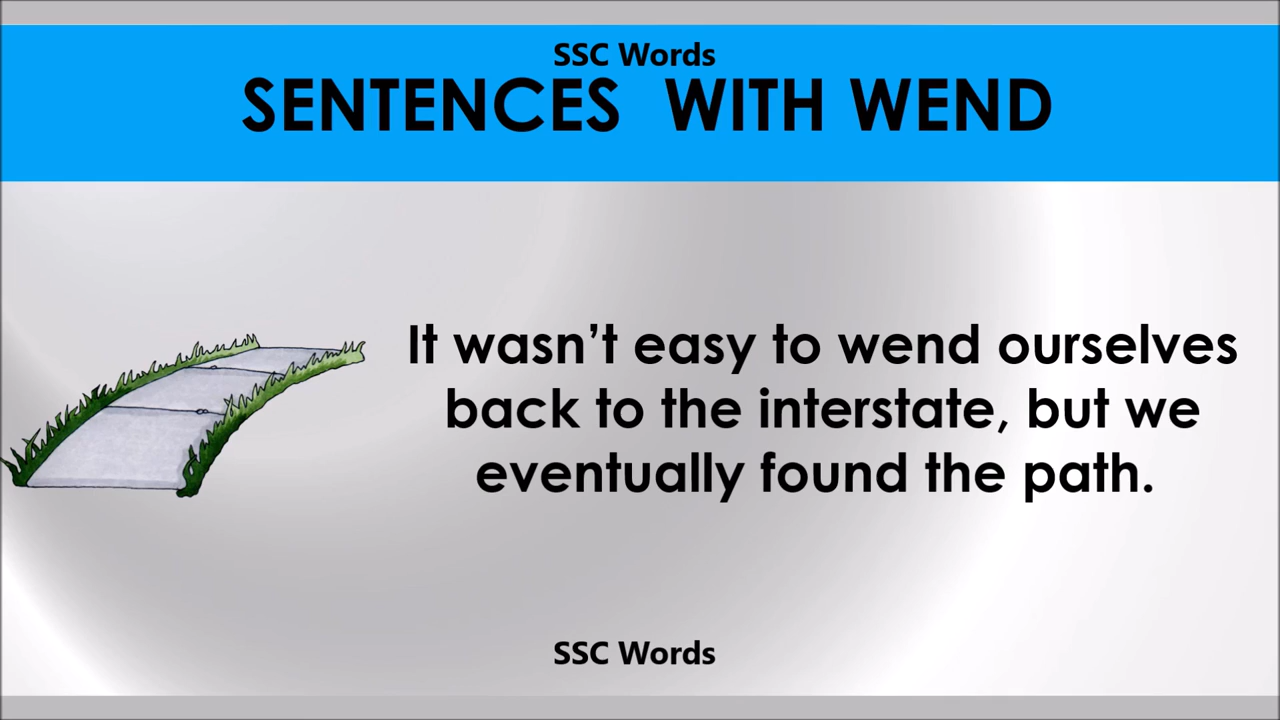 SSC Words
SENTENCES WITH WEND
It wasn’t easy to wend ourselves
back to the interstate, but we
eventually found the path.
SSC Words